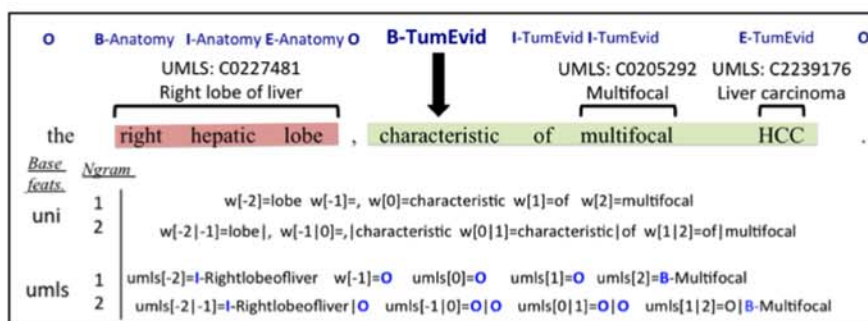 O B-Anatomy I-Anatomy E-Anatomy O B-TumEvid I-TumEvid I-TumEvid E-TumEvid O
UMLS: C0227481 UMLS: C0205292 UMLS: C2239176
Right lobe of liver Multifocal Liver carcinoma
the right hepatic lobe , characteristic of multifocal HCC .
Base feats. Ngram
uni 1 w[-2]=lobe w[-1]=, w[0]=characteristic w[1]=of w[2]=multifocal
2 w[-2|-1]=lobe|, w[-1|0]=,|characteristic w[0|1]=characteristic|of w[1|2]=of|multifocal
umls 1 umls[-2]=I-Rightlobeofliver w[-1]=O umls[0]=O umls[1]=O umls[2]=B-Multifocal
2 umls[-2|-1]=I-Rightlobeofliver|O umls[-1|0]=O|O umls[0|1]=O|O umls[1|2]=O|B-Multifocal